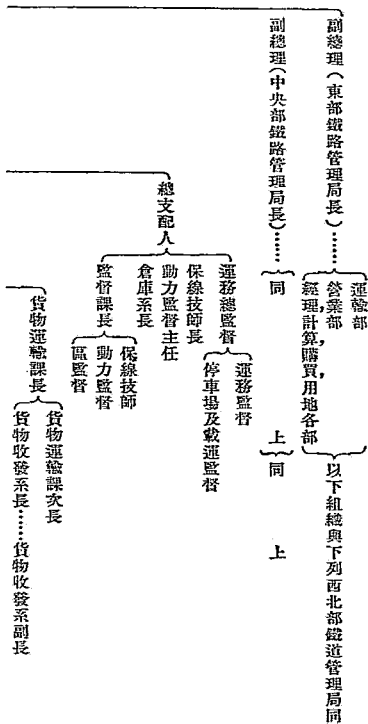 副總理(東部鐵路管理局長)……
運輸部
營業部,
經理計算購買用地各部
以下組織與下列西北部鐵道管理局同
副總理(中央部鐵路管理局長)……
同上
同上
總支配人
運務總監督
運務監督
停車場及載運監督
保線技師長
動力監督主任
倉庫系長
監督課長
保線技師
動力監督
區監督
貨物運輸課長
貨物運輸課次長
貨物收發系長……貨物收發系副長